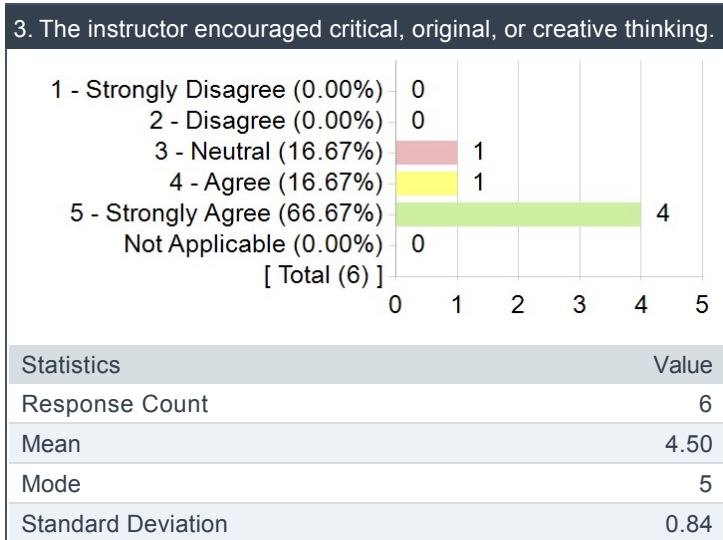 3. The instructor encouraged critical, original, or creative thinking.
1 - Strongly Disagree (0.00%) 0
2 - Disagree (0.00%) 0
3 - Neutral (16.67%) 1
4 - Agree (16.67%) 1
5 - Strongly Agree (66.67%) 4
Not Applicable (0.00%) 0
[ Total (6) ]
0 1 2 3 4 5
Statistics Value
Response Count 6
Mean 4.50
Mode 5
Standard Deviation 0.84